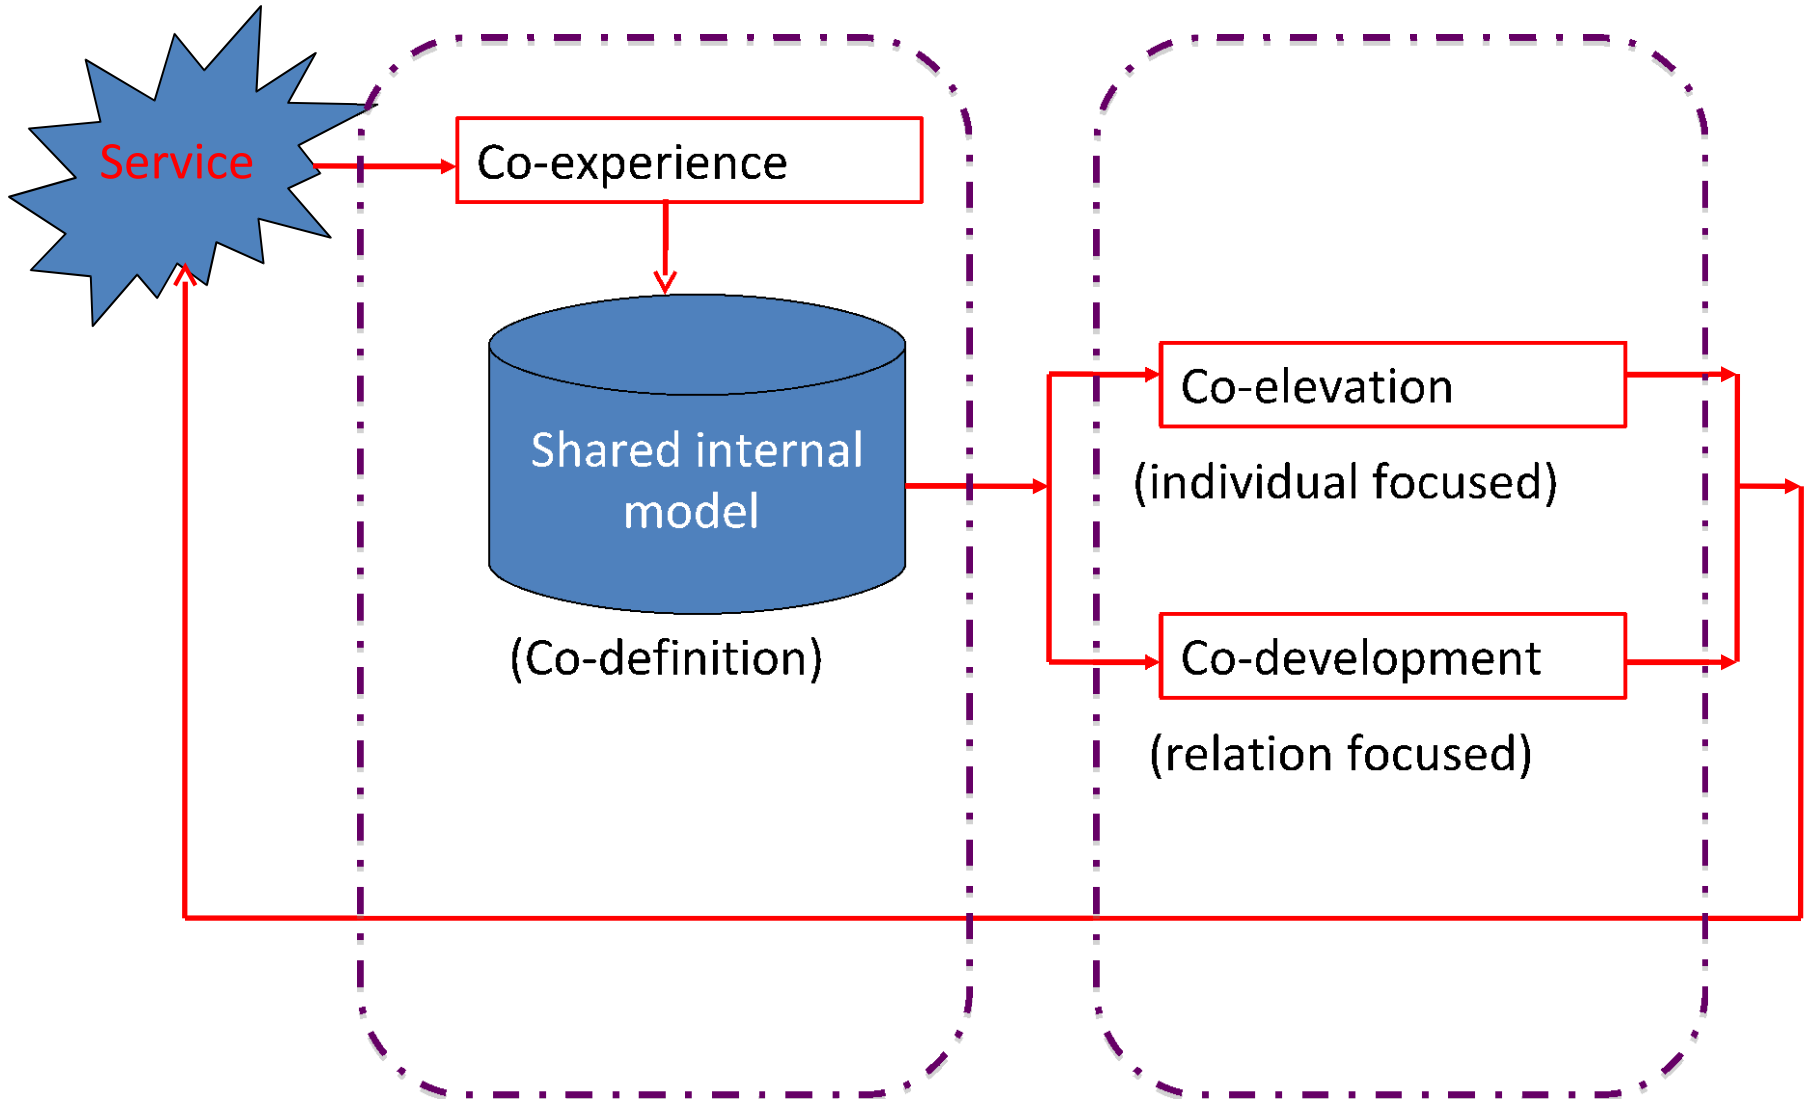 Service
Co-experience
Shared internal
model
(Co-definition)
Co-elevation
(individual focused)
Co-development
(relation focused)